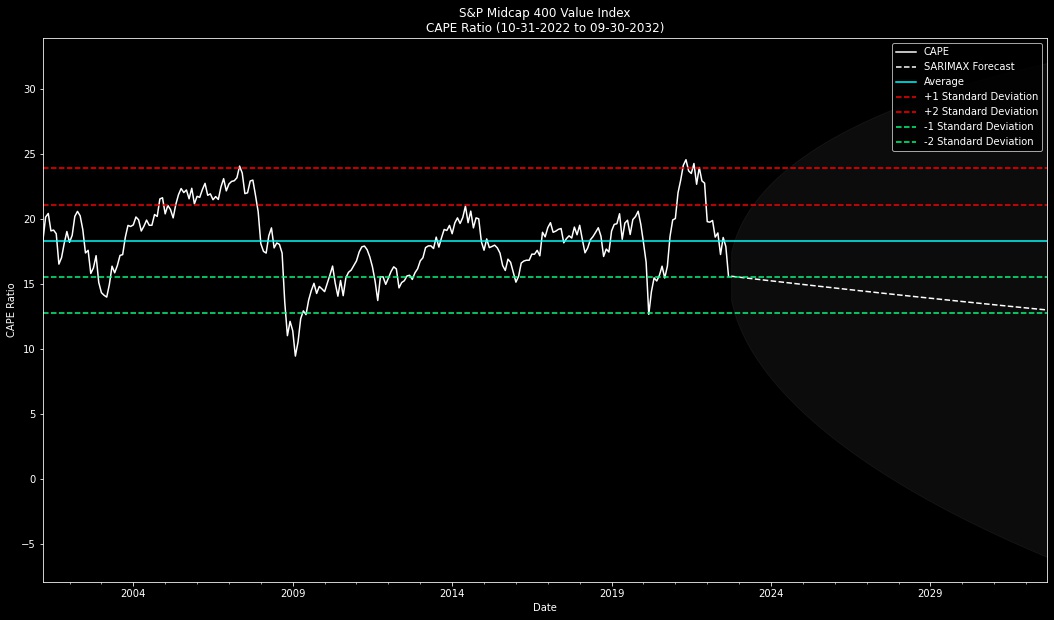 S&P Midcap 400 Value Index
CAPE Ratio (10-31-2022 to 09-30-2032)
CAPE
SARIMAX Forecast
Average
+1 Standard Deviation
+2 Standard Deviation
-1 Standard Deviation
-2 Standard Deviation
CAPE Ratio
30
25
20
15
10
5
0
−5
2004
2009
2014
2019
2024
2029
Date